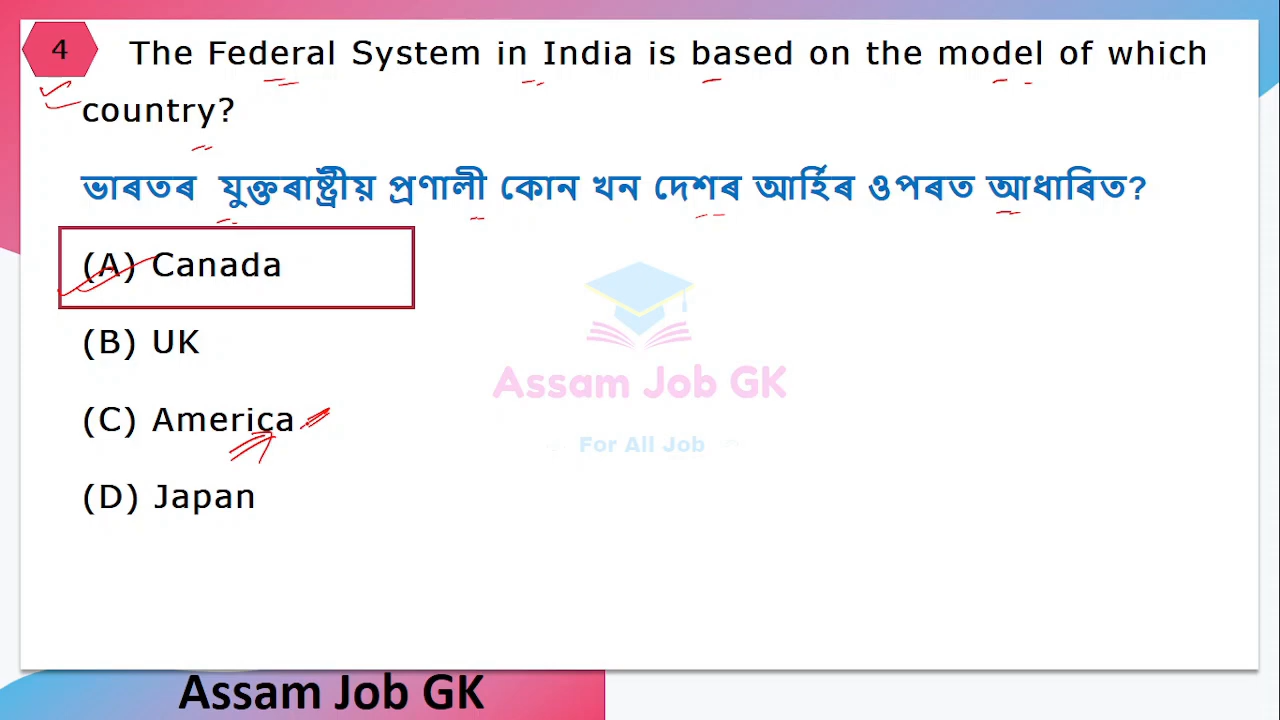 4 The Federal System in India is based on the model of which
country?
ভাৰতৰ যুক্তৰাষ্ট্ৰীয় প্ৰণালী কোন খন দেশৰ আৰ্হিৰ ওপৰত আধাৰিত?
(A) Canada
(B) UK
(C) America
(D) Japan
Assam Job GK
For All Job
Assam Job GK